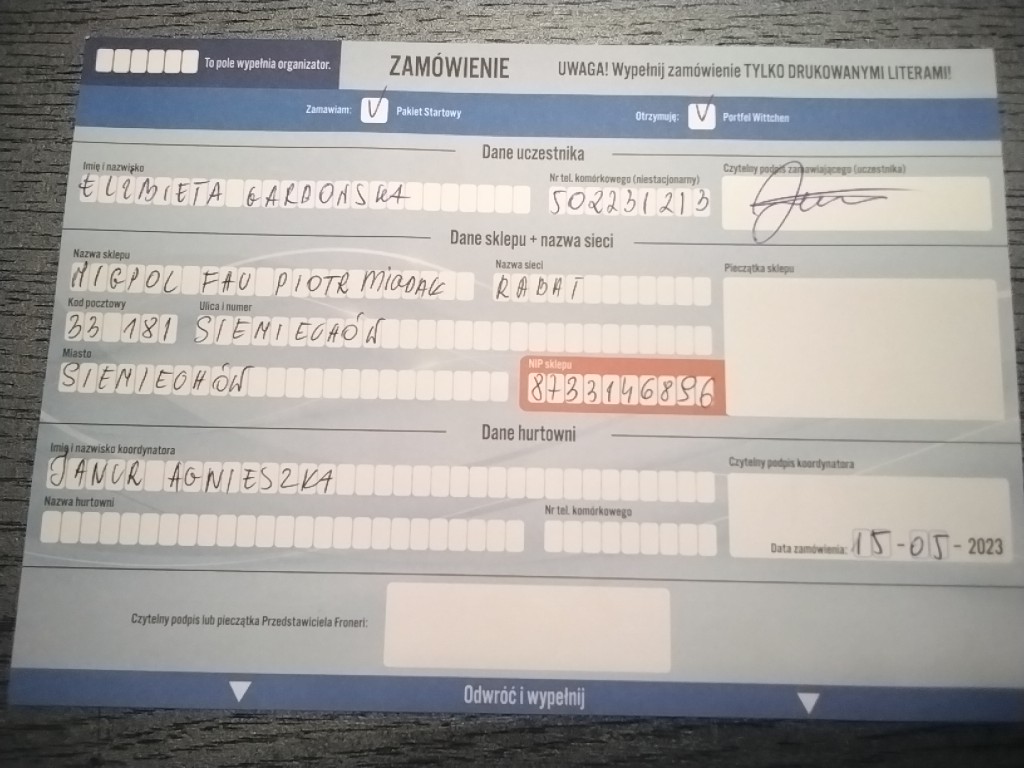 To pole wypełnia organizator.
ZAMÓWIENIE
UWAGA! Wypełnij zamówienie TYLKO DRUKOWANYMI LITERAMI!
Zamawiam: V Pakiet Startowy
Otrzymuję: V Portfel Wittchen
Dane uczestnika
Imię i nazwisko
ELŻBIETA GARDOŃSKA
Nr tel. komórkowego (niestacjonarny)
502231213
Czytelny podpis zamawiającego (uczestnika)
Dane sklepu + nazwa sieci
Nazwa sklepu
MIGPOL FAU PIOTR MIGDAŁ
Nazwa sieci
RABAT
Pieczątka sklepu
Kod pocztowy
33 181
Ulica i numer
SIEMIECHÓW
Miasto
SIEMIECHÓW
NIP sklepu
8733146896
Dane hurtowni
Imię i nazwisko koordynatora
JANUR AGNIESZKA
Czytelny podpis koordynatora
Nazwa hurtowni
Nr tel. komórkowego
Data zamówienia: 15-05-2023
Czytelny podpis lub pieczątka Przedstawiciela Froneri:
Odwróć i wypełnij